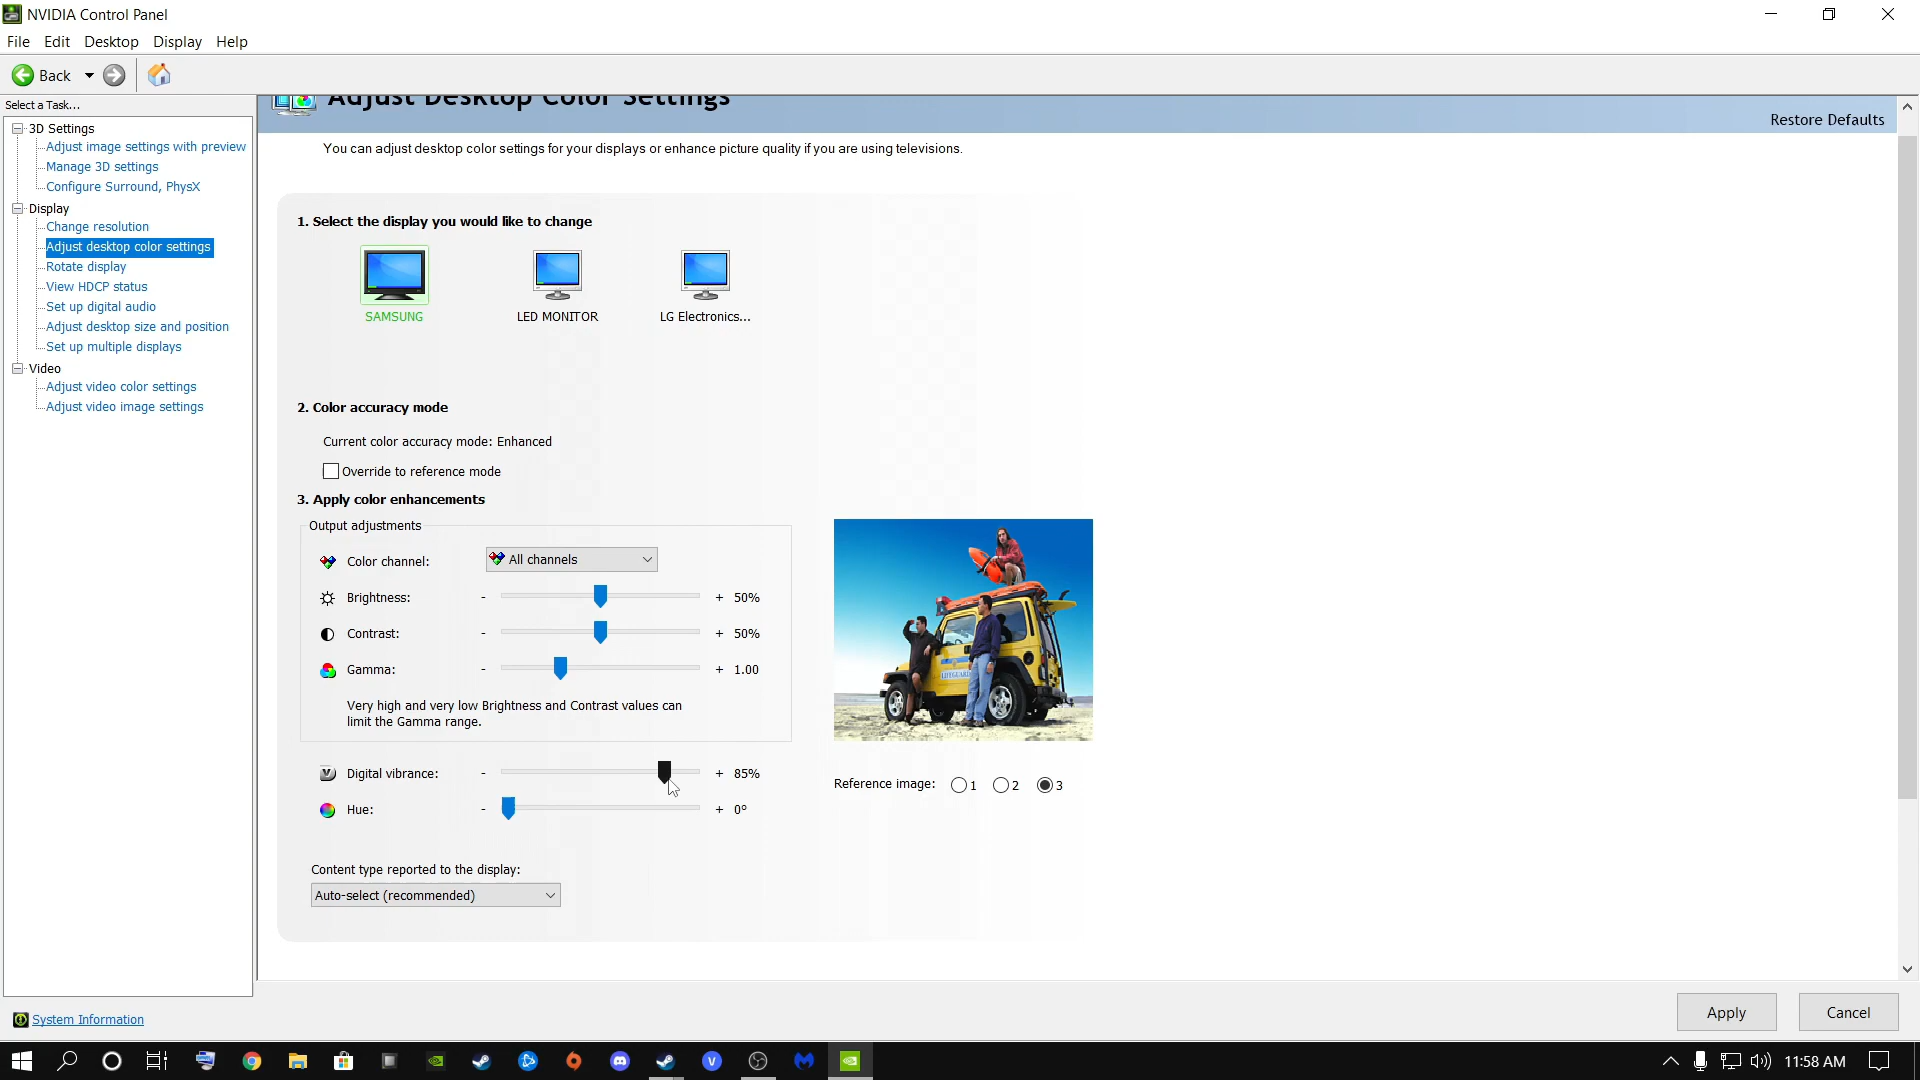 NVIDIA Control Panel
File Edit Desktop Display Help
Back
Select a Task...
3D Settings
Adjust image settings with preview
Manage 3D settings
Configure Surround, PhysX
Display
Change resolution
Adjust desktop color settings
Rotate display
View HDCP status
Set up digital audio
Adjust desktop size and position
Set up multiple displays
Video
Adjust video color settings
Adjust video image settings
System Information
Adjust Desktop Color Settings
Restore Defaults
You can adjust desktop color settings for your displays or enhance picture quality if you are using televisions.
1. Select the display you would like to change
SAMSUNG LED MONITOR LG Electronics...
2. Color accuracy mode
Current color accuracy mode: Enhanced
Override to reference mode
3. Apply color enhancements
Output adjustments
Color channel: All channels
Brightness: - + 50%
Contrast: - + 50%
Gamma: - + 1.00
Very high and very low Brightness and Contrast values can
limit the Gamma range.
Digital vibrance: - + 85%
Hue: - + 0°
LIFEGUARD
Reference image: 1 2 3
Content type reported to the display:
Auto-select (recommended)
Apply Cancel
11:58 AM